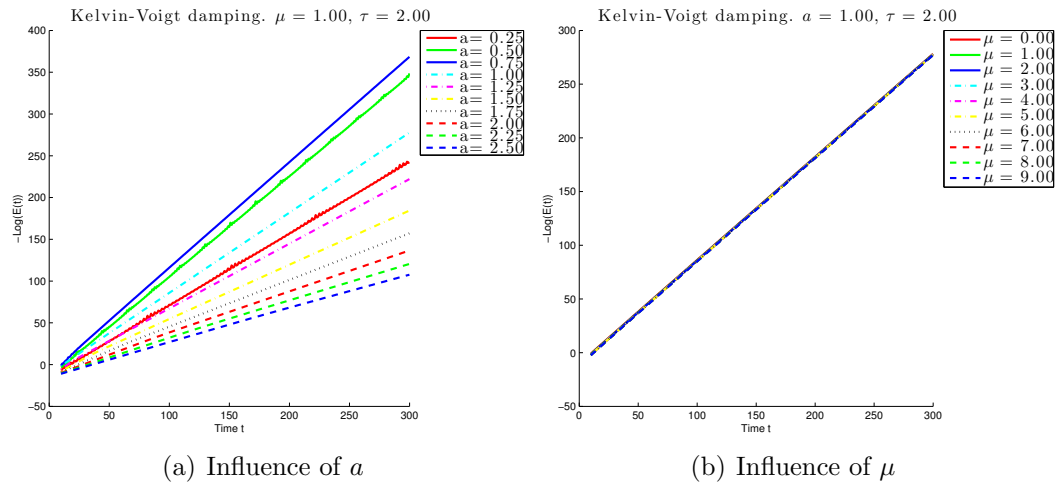 Kelvin-Voigt damping. μ = 1.00, τ = 2.00
400
350
300
250
200
150
100
50
0
−50
−Log(E(t))
0
50
100
150
200
250
300
Time t
a= 0.25
a= 0.50
a= 0.75
a= 1.00
a= 1.25
a= 1.50
a= 1.75
a= 2.00
a= 2.25
a= 2.50
(a) Influence of a
Kelvin-Voigt damping. a = 1.00, τ = 2.00
300
250
200
150
100
50
0
−50
−Log(E(t))
0
50
100
150
200
250
300
Time t
μ = 0.00
μ = 1.00
μ = 2.00
μ = 3.00
μ = 4.00
μ = 5.00
μ = 6.00
μ = 7.00
μ = 8.00
μ = 9.00
(b) Influence of μ